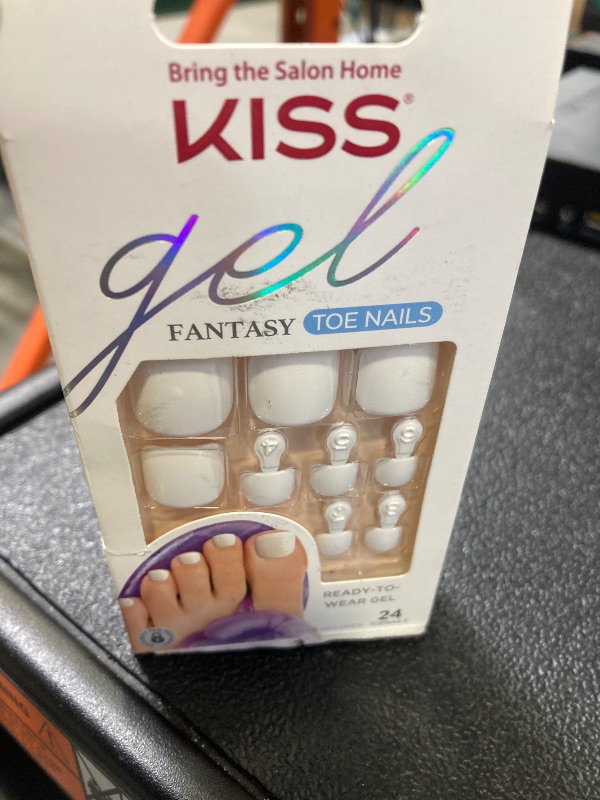 Bring the Salon Home
KISS®
gel
FANTASY TOE NAILS
READY-TO-
WEAR GEL
24